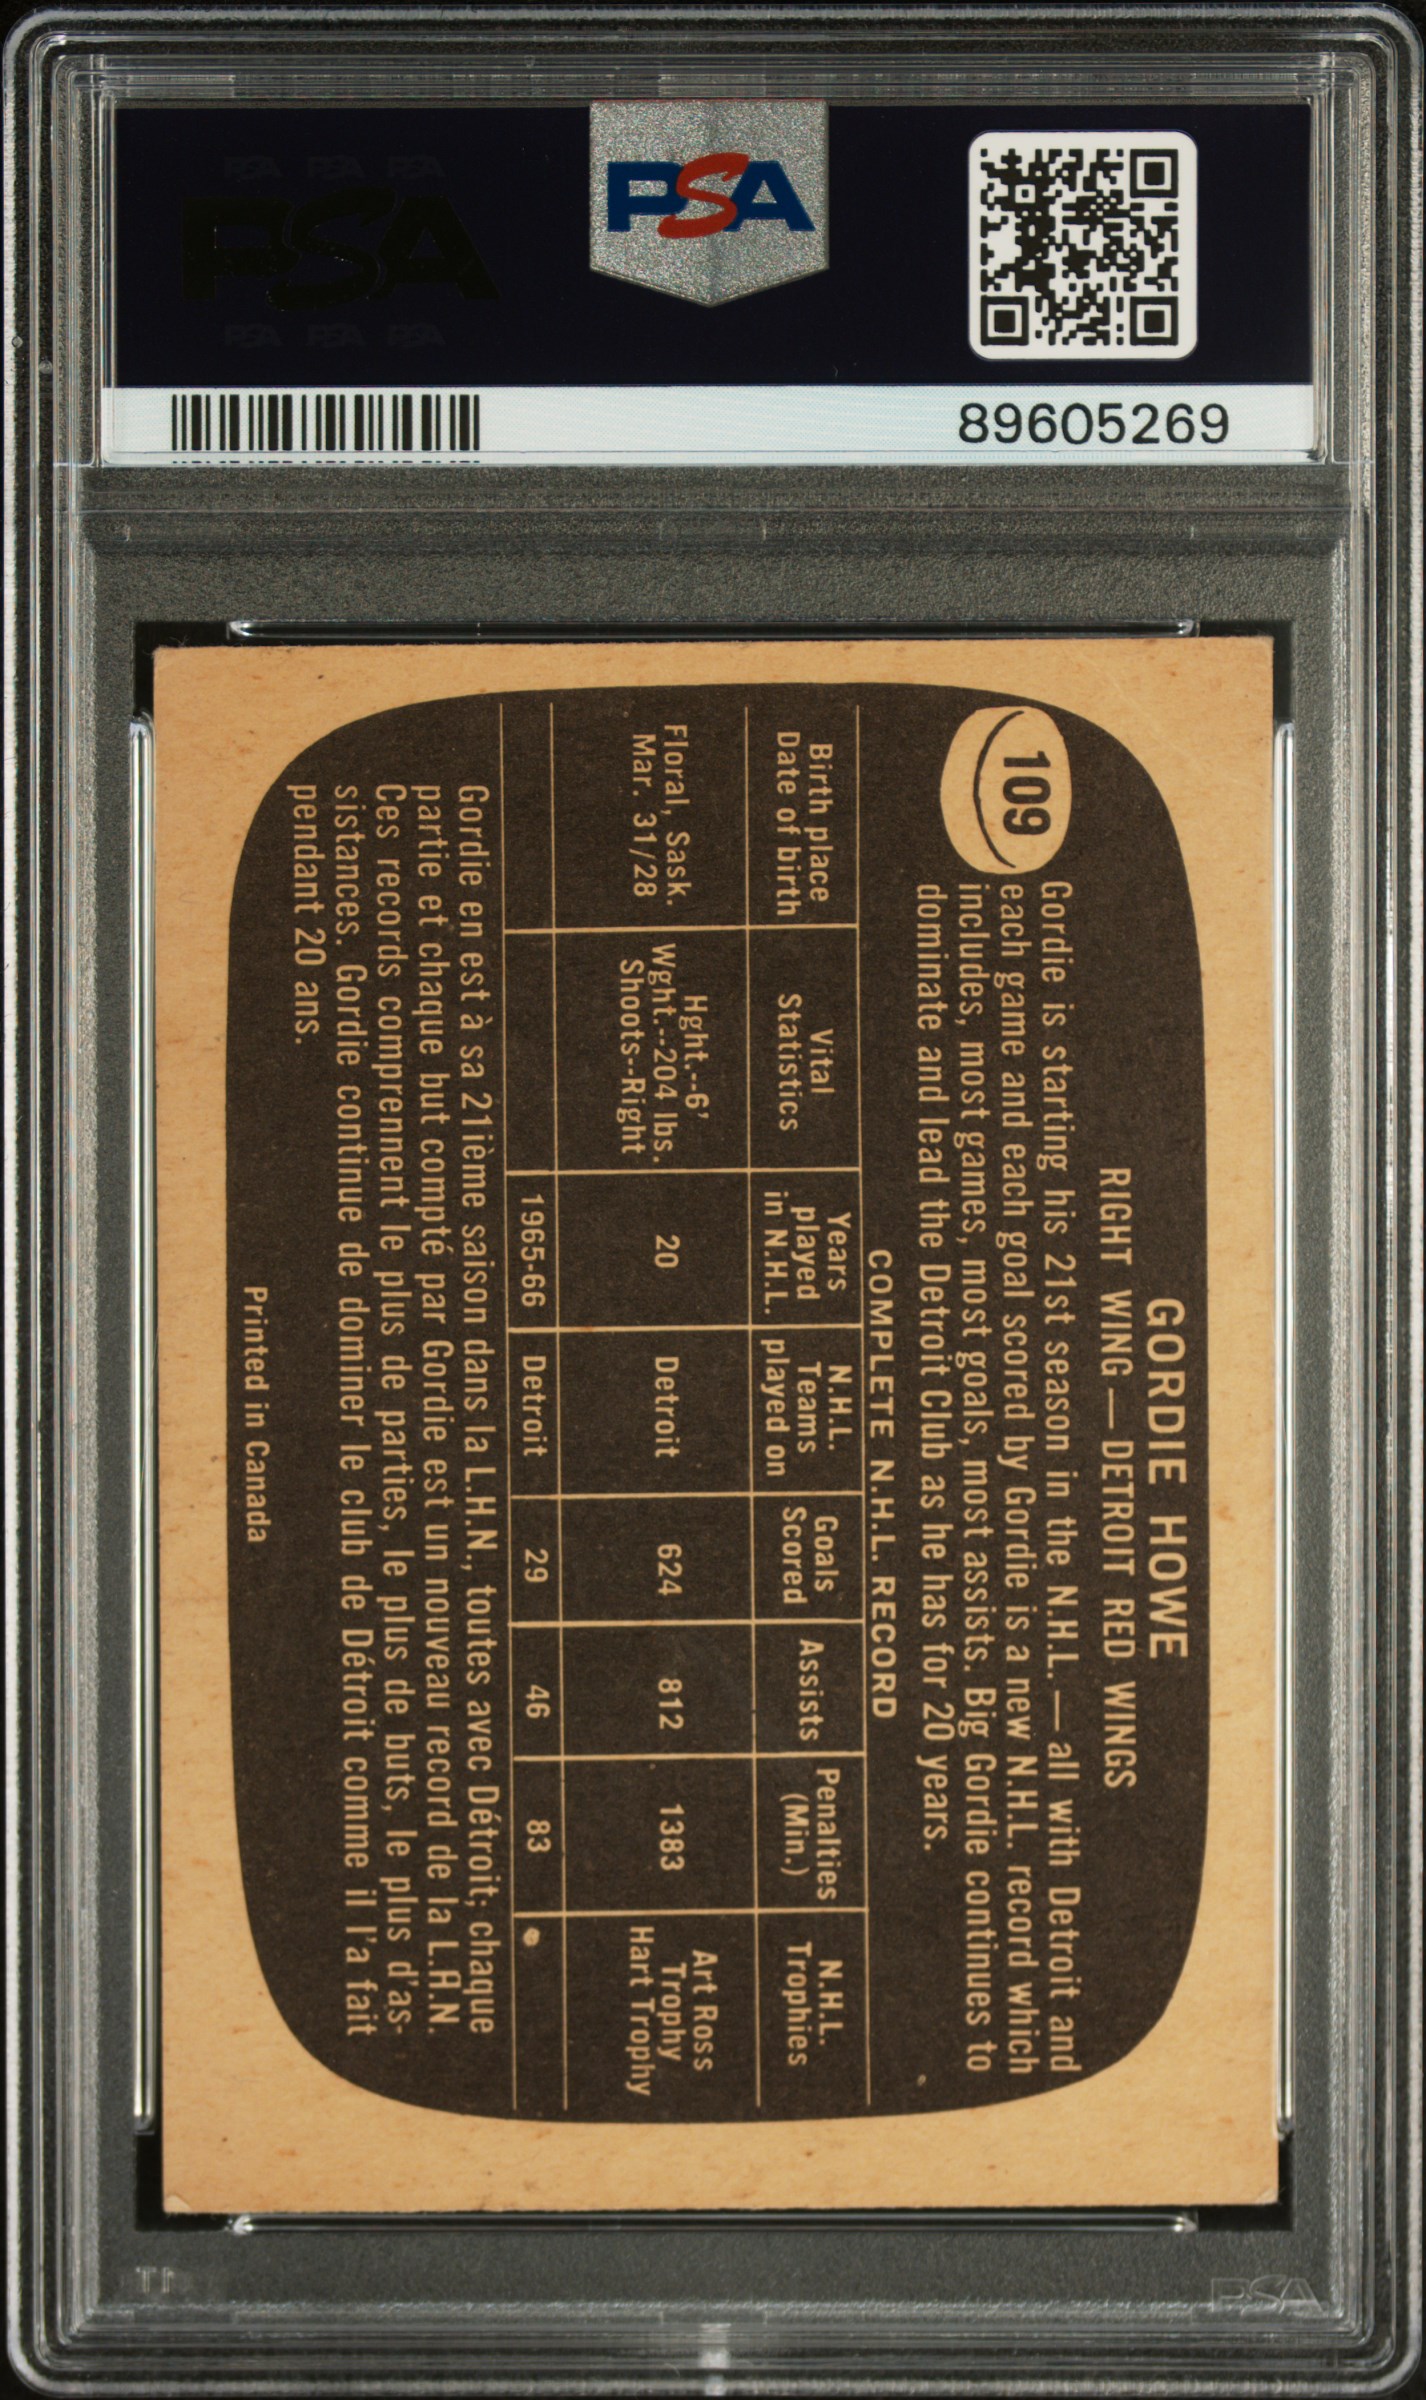 PSA PSA PSA
PSA
PSA PSA PSA
PSA
89605269
109
GORDIE HOWE
RIGHT WING — DETROIT RED WINGS
Gordie is starting his 21st season in the N.H.L. — all with Detroit and
each game and each goal scored by Gordie is a new N.H.L. record which
includes, most games, most goals, most assists. Big Gordie continues to
dominate and lead the Detroit Club as he has for 20 years.
COMPLETE N.H.L. RECORD
Birth place
Date of birth
Vital
Statistics
Years
played
in N.H.L.
N.H.L.
Teams
played on
Goals
Scored
Assists
Penalties
(Min.)
N.H.L.
Trophies
Floral, Sask.
Mar. 31/28
Hght.--6'
Wght.--204 lbs.
Shoots--Right
20
Detroit
624
812
1383
Art Ross
Trophy
Hart Trophy
1965-66
Detroit
29
46
83
Gordie en est à sa 21ième saison dans la L.H.N., toutes avec Détroit; chaque
partie et chaque but compté par Gordie est un nouveau record de la L.H.N.
Ces records comprennent le plus de parties, le plus de buts, le plus d'as-
sistances. Gordie continue de dominer le club de Détroit comme il l'a fait
pendant 20 ans.
Printed in Canada
PSA